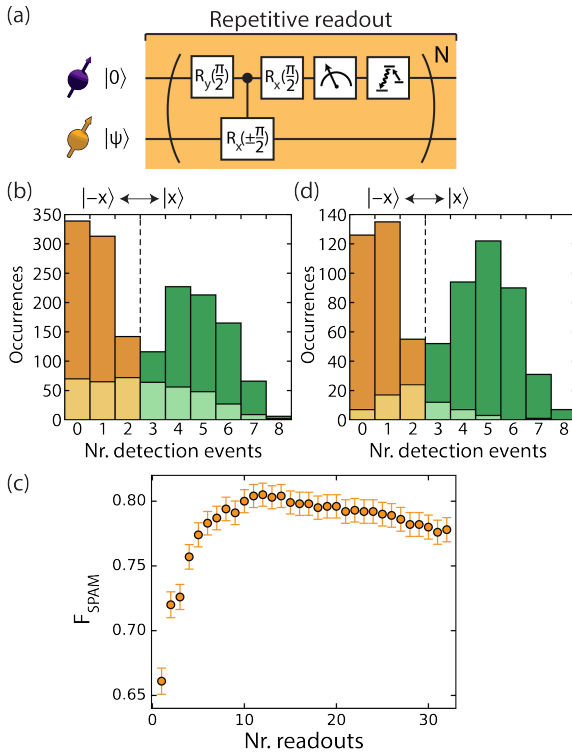 (a)
Repetitive readout
N
|0⟩
R_y(π/2)
R_x(π/2)
|ψ⟩
R_x(±π/2)
(b)
|-x⟩ |x⟩
350
300
250
200
150
100
50
0
Occurrences
0 1 2 3 4 5 6 7 8
Nr. detection events
(d)
|-x⟩ |x⟩
140
120
100
80
60
40
20
0
Occurrences
0 1 2 3 4 5 6 7 8
Nr. detection events
(c)
0.80
0.75
0.70
0.65
F_SPAM
0 10 20 30
Nr. readouts